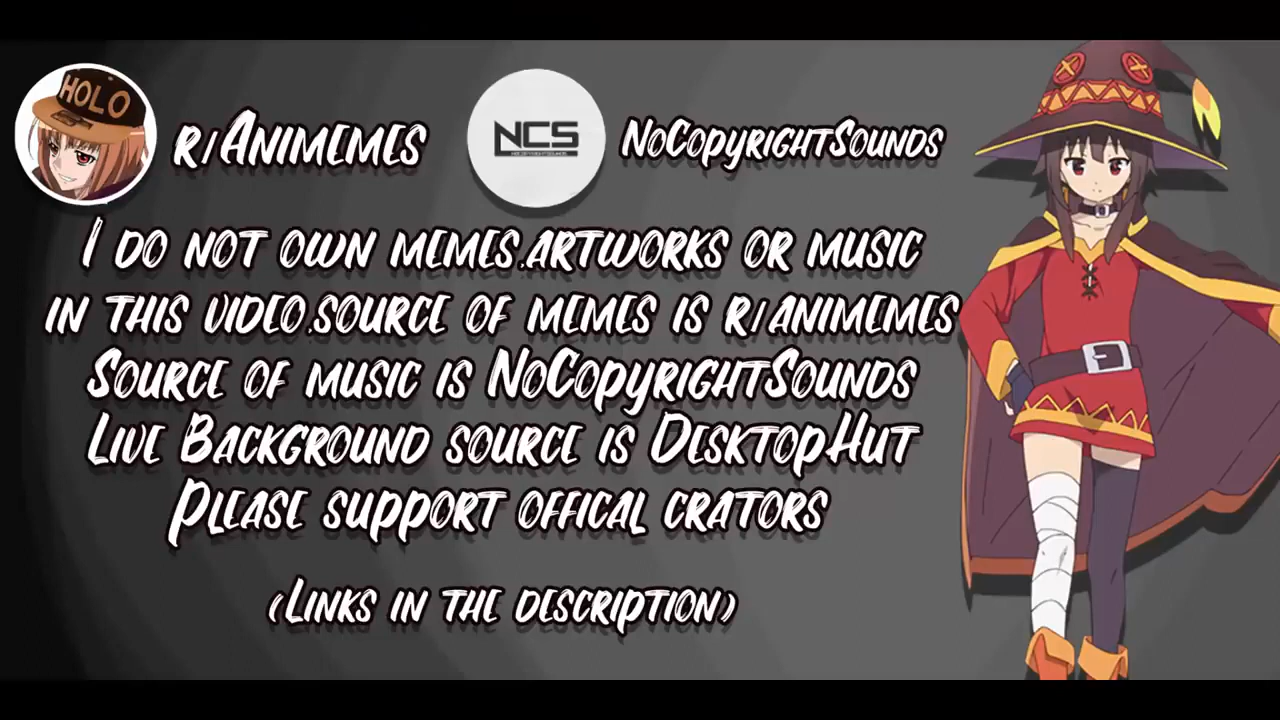 HOLO
r/Animemes
NCS
NoCopyrightSounds
NoCopyrightSounds
I do not own memes,artworks or music
in this video,source of memes is r/animemes
Source of music is NoCopyrightSounds
Live Background source is DesktopHut
Please support offical crators
(Links in the description)